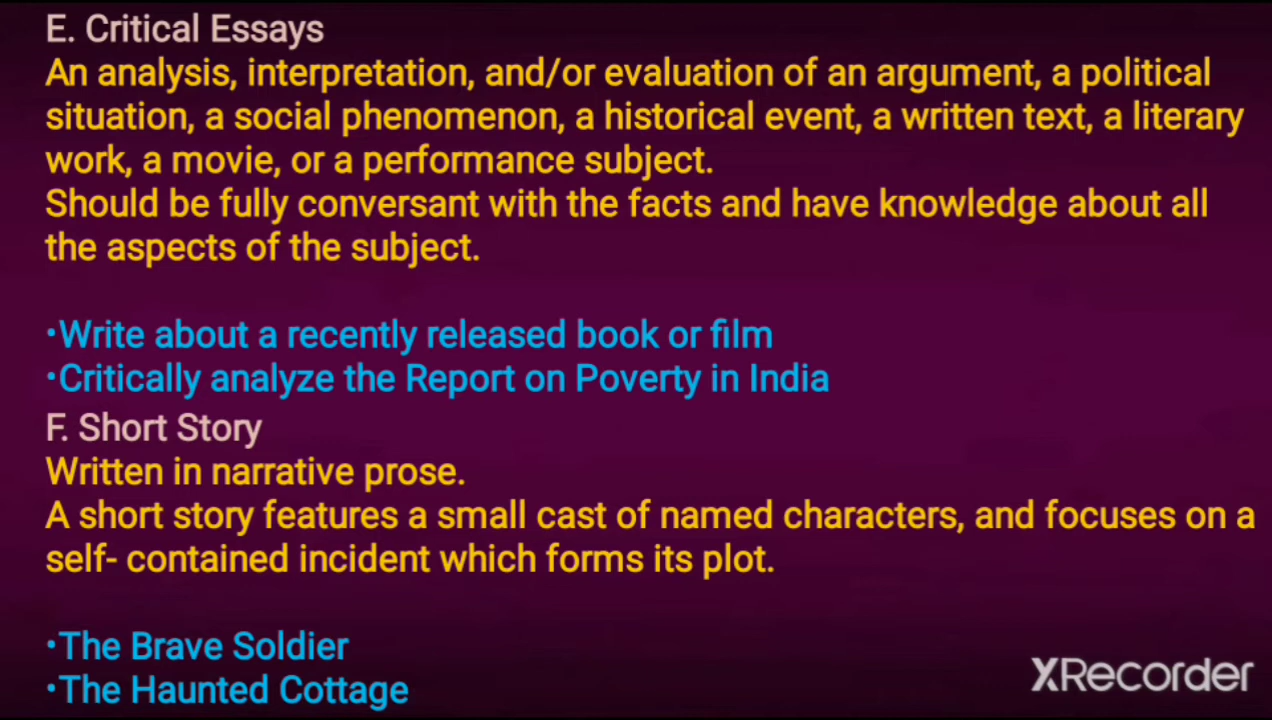 E. Critical Essays
An analysis, interpretation, and/or evaluation of an argument, a political
situation, a social phenomenon, a historical event, a written text, a literary
work, a movie, or a performance subject.
Should be fully conversant with the facts and have knowledge about all
the aspects of the subject.
•Write about a recently released book or film
•Critically analyze the Report on Poverty in India
F. Short Story
Written in narrative prose.
A short story features a small cast of named characters, and focuses on a
self- contained incident which forms its plot.
•The Brave Soldier
•The Haunted Cottage
XRecorder